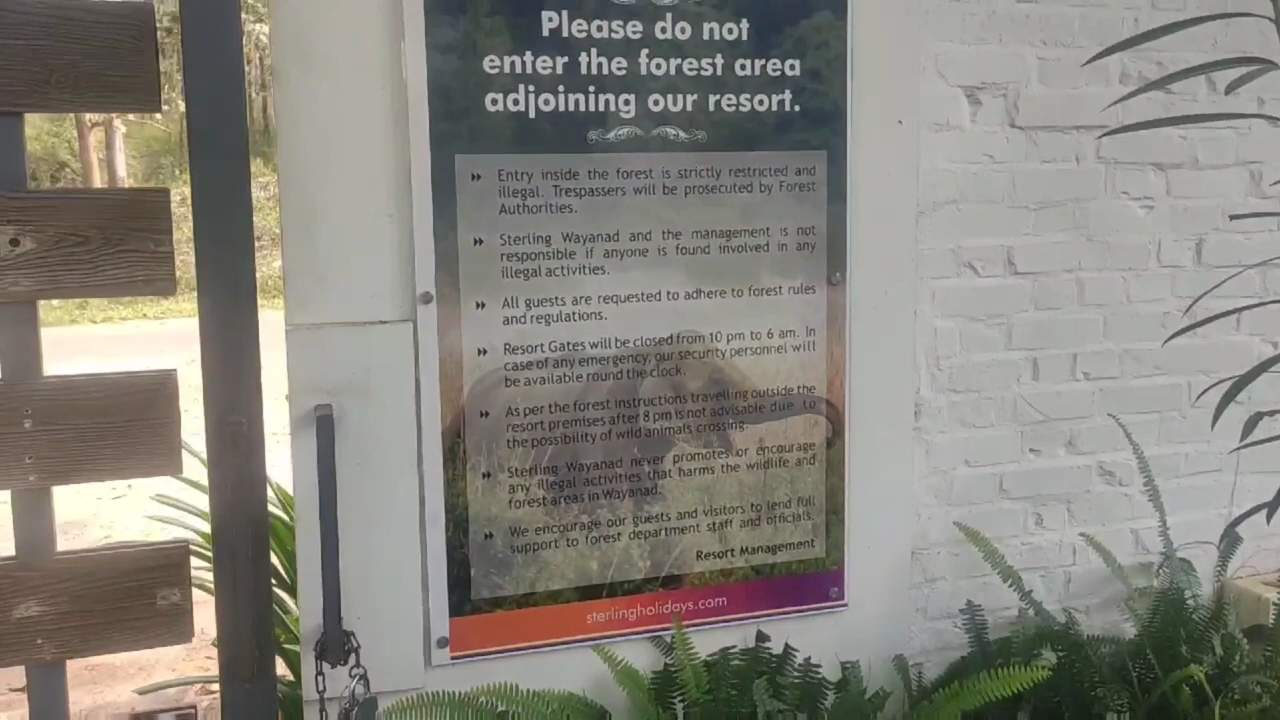 Please do not
enter the forest area
adjoining our resort.
Entry inside the forest is strictly restricted and
illegal. Trespassers will be prosecuted by Forest
Authorities.
Sterling Wayanad and the management is not
responsible if anyone is found involved in any
illegal activities.
All guests are requested to adhere to forest rules
and regulations.
Resort Gates will be closed from 10 pm to 6 am. In
case of any emergency, our security personnel will
be available round the clock.
As per the forest instructions travelling outside the
resort premises after 8 pm is not advisable due to
the possibility of wild animals crossing.
Sterling Wayanad never promotes or encourage
any illegal activities that harms the wildlife and
forest areas in Wayanad.
We encourage our guests and visitors to lend full
support to forest department staff and officials.
Resort Management
sterlingholidays.com